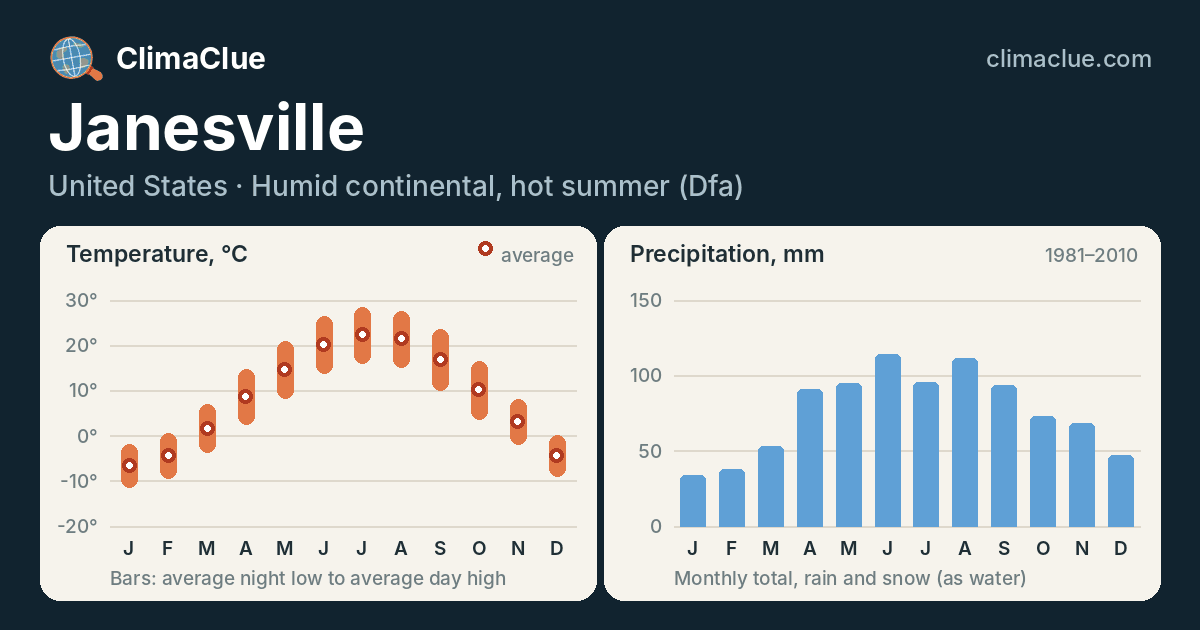 ClimaClue
climaclue.com
Janesville
United States · Humid continental, hot summer (Dfa)
Temperature, °C
average
30°
20°
10°
0°
-10°
-20°
J F M A M J J A S O N D
Bars: average night low to average day high
Precipitation, mm
1981–2010
150
100
50
0
J F M A M J J A S O N D
Monthly total, rain and snow (as water)